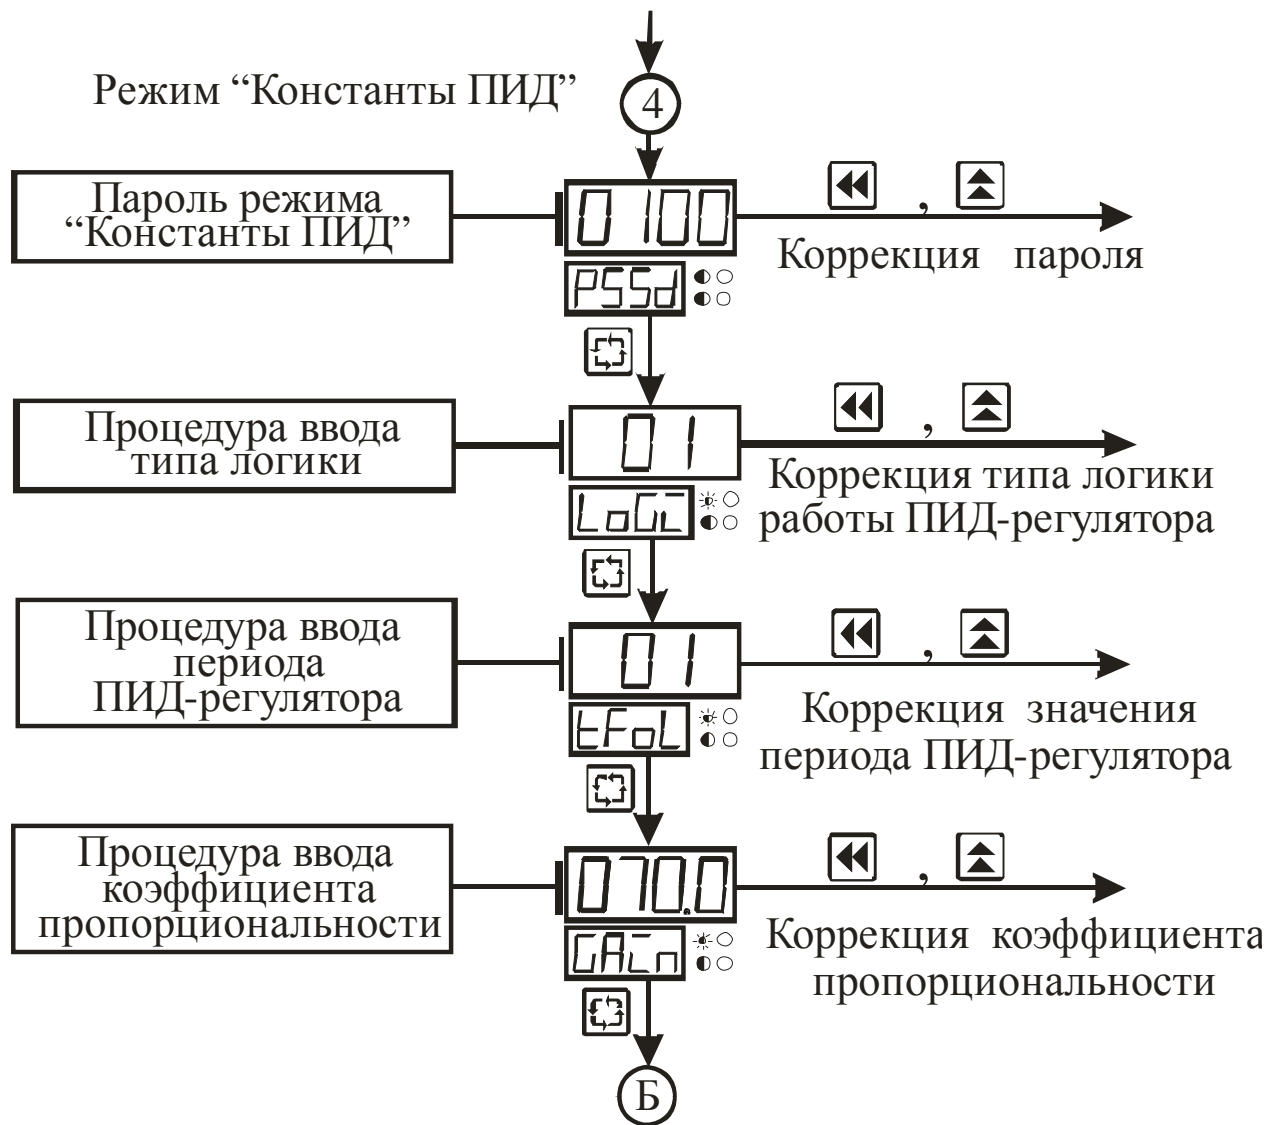 Режим “Константы ПИД”
4
Пароль режима
“Константы ПИД”
0100
PSSd
,
Коррекция пароля
Процедура ввода
типа логики
01
LoGi
,
Коррекция типа логики
работы ПИД-регулятора
Процедура ввода
периода
ПИД-регулятора
01
tFoL
,
Коррекция значения
периода ПИД-регулятора
Процедура ввода
коэффициента
пропорциональности
070.0
GAin
,
Коррекция коэффициента
пропорциональности
Б